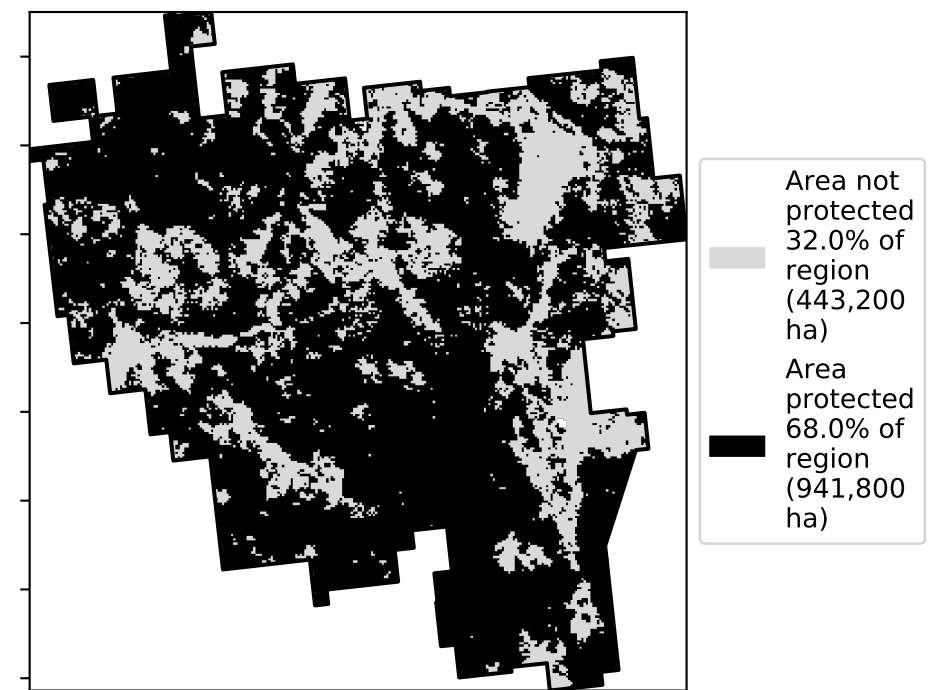 Area not
protected
32.0% of
region
(443,200
ha)
Area
protected
68.0% of
region
(941,800
ha)